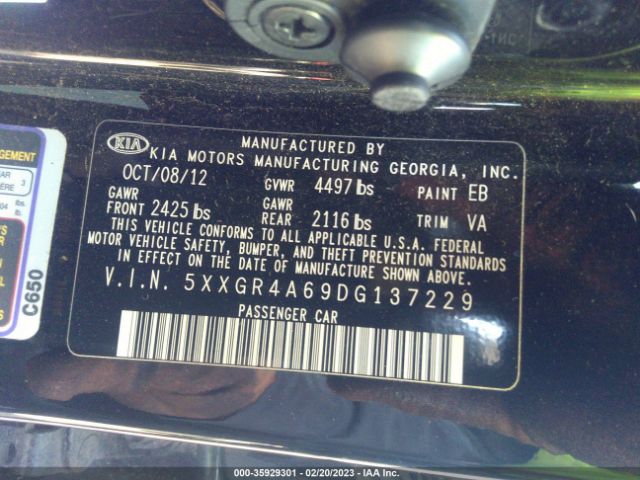 MANUFACTURED BY
KIA KIA MOTORS MANUFACTURING GEORGIA, INC.
OCT/08/12 GVWR 4497 lbs PAINT EB
GAWR FRONT 2425 lbs GAWR REAR 2116 lbs TRIM VA
THIS VEHICLE CONFORMS TO ALL APPLICABLE U.S.A. FEDERAL
MOTOR VEHICLE SAFETY, BUMPER, AND THEFT PREVENTION STANDARDS
IN EFFECT ON THE DATE OF MANUFACTURE SHOWN ABOVE.
V.I.N. 5XXGR4A69DG137229
PASSENGER CAR
C650
000-35929301 - 02/20/2023 - IAA Inc.